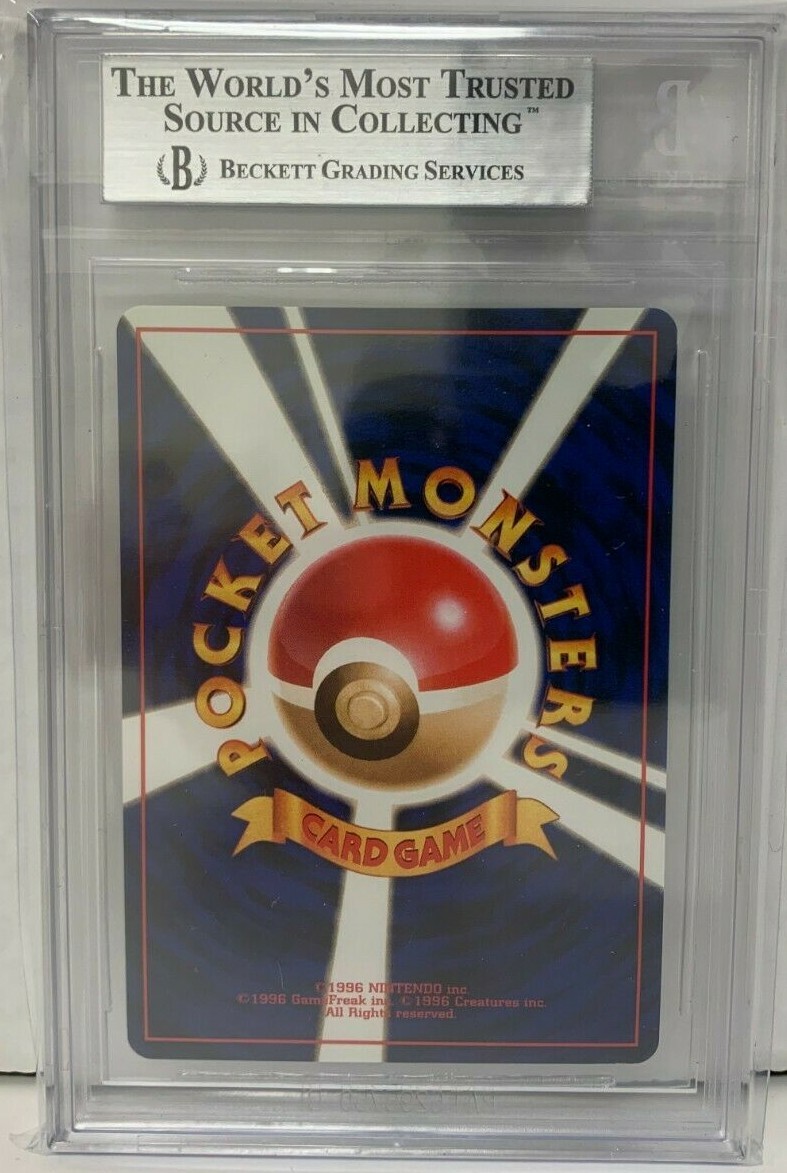 THE WORLD'S MOST TRUSTED
SOURCE IN COLLECTING™
B BECKETT GRADING SERVICES
POCKET MONSTERS
CARD GAME
©1996 NINTENDO inc.
©1996 GameFreak inc. ©1996 Creatures inc.
All Rights reserved.